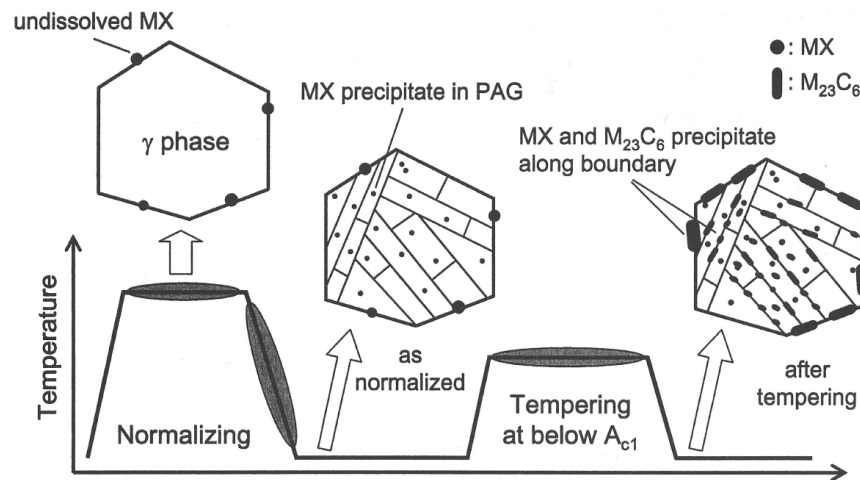 undissolved MX
γ phase
MX precipitate in PAG
: MX
: M₂₃C₆
MX and M₂₃C₆ precipitate
along boundary
as
normalized
after
tempering
Temperature
Normalizing
Tempering
at below A꜀₁